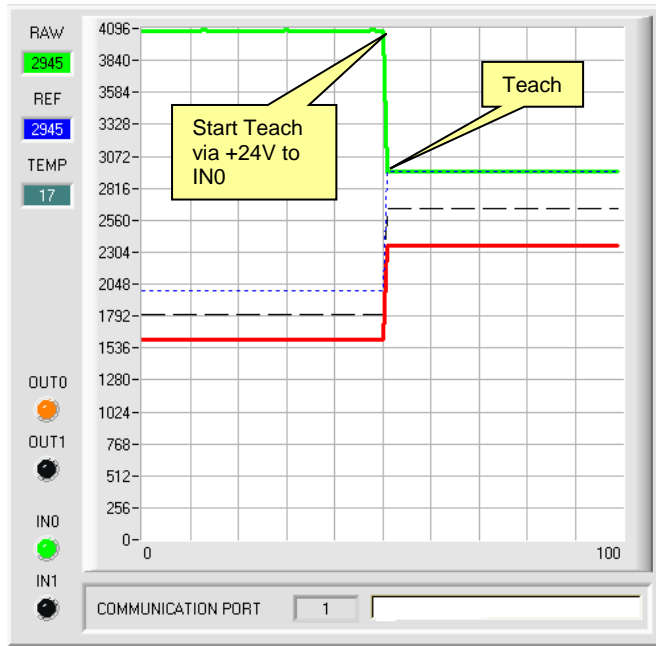 RAW
2945
REF
2945
TEMP
17
OUT0
OUT1
IN0
IN1
4096
3840
3584
3328
3072
2816
2560
2304
2048
1792
1536
1280
1024
768
512
256
0
0
100
Start Teach
via +24V to
IN0
Teach
COMMUNICATION PORT
1